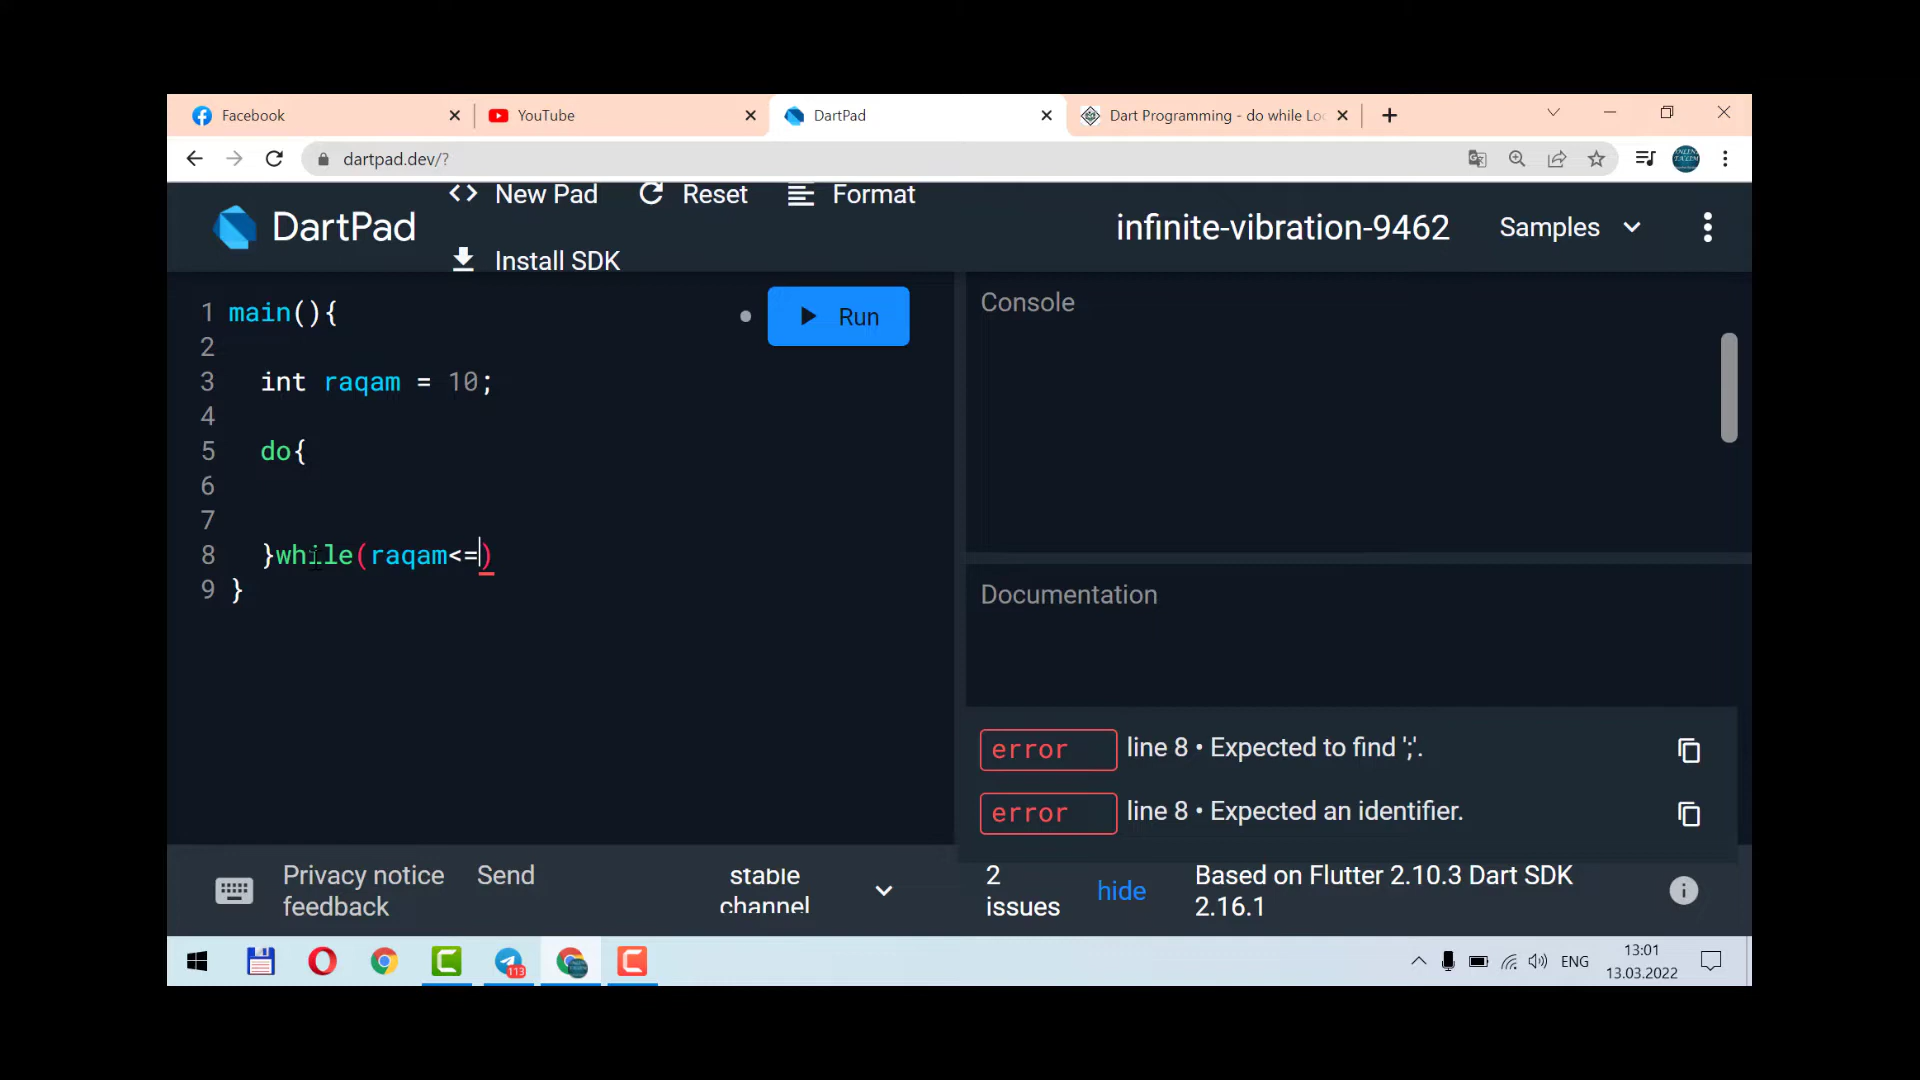 Facebook
YouTube
DartPad
Dart Programming - do while Loo
dartpad.dev/?
DartPad
New Pad
Reset
Format
Install SDK
infinite-vibration-9462
Samples
1 main(){
2
3 int raqam = 10;
4
5 do{
6
7
8 }while(raqam<=)
9 }
Run
Console
Documentation
error line 8 • Expected to find ';'.
error line 8 • Expected an identifier.
Privacy notice
Send
feedback
stable
channel
2
issues
hide
Based on Flutter 2.10.3 Dart SDK
2.16.1
113
ENG
13:01
13.03.2022